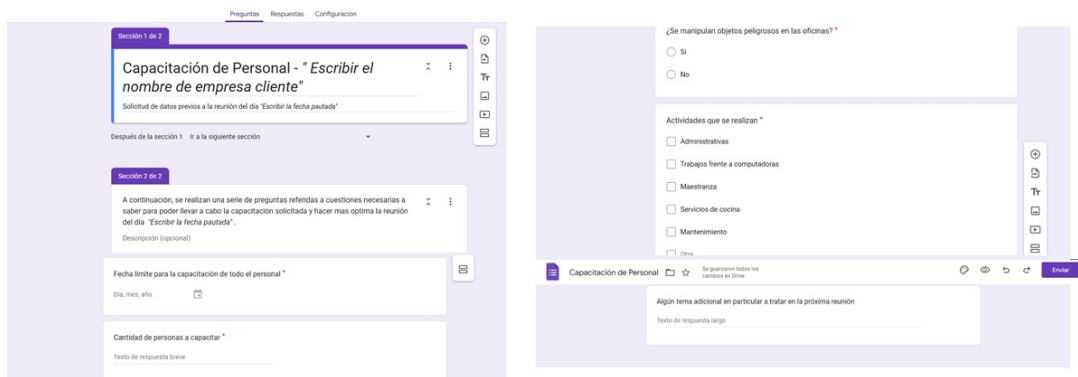 Preguntas Respuestas Configuración
Sección 1 de 2
Capacitación de Personal - " Escribir el
nombre de empresa cliente"
Solicitud de datos previos a la reunión del día "Escribir la fecha pautada"
Después de la sección 1 Ir a la siguiente sección
Sección 2 de 2
A continuación, se realizan una serie de preguntas referidas a cuestiones necesarias a
saber para poder llevar a cabo la capacitación solicitada y hacer mas optima la reunión
del día "Escribir la fecha pautada" .
Descripción (opcional)
Fecha límite para la capacitación de todo el personal *
Día, mes, año
Cantidad de personas a capacitar *
Texto de respuesta breve
Tr
¿Se manipulan objetos peligrosos en las oficinas? *
Si
No
Actividades que se realizan *
Administrativas
Trabajos frente a computadoras
Maestranza
Servicios de cocina
Mantenimiento
Otra
Tr
Capacitación de Personal
Se guardaron todos los
cambios en Drive
Enviar
Algún tema adicional en particular a tratar en la próxima reunión
Texto de respuesta largo